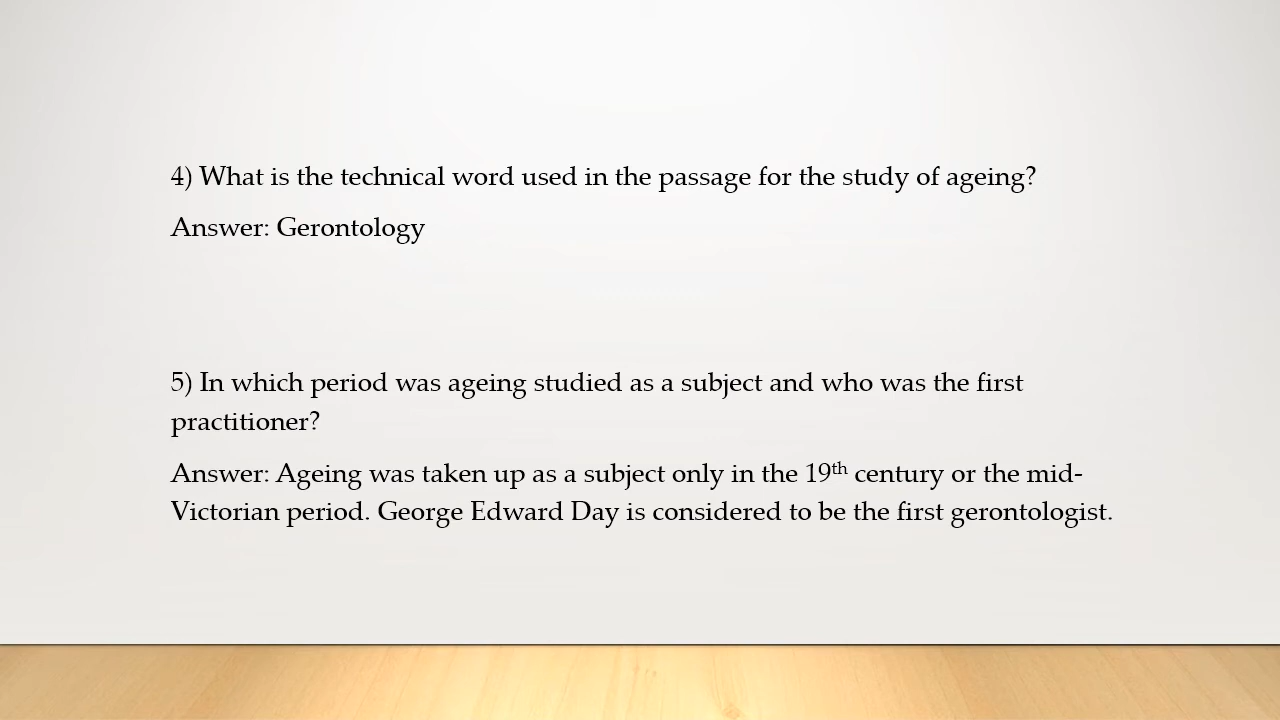 4) What is the technical word used in the passage for the study of ageing?
Answer: Gerontology
5) In which period was ageing studied as a subject and who was the first
practitioner?
Answer: Ageing was taken up as a subject only in the 19th century or the mid-
Victorian period. George Edward Day is considered to be the first gerontologist.